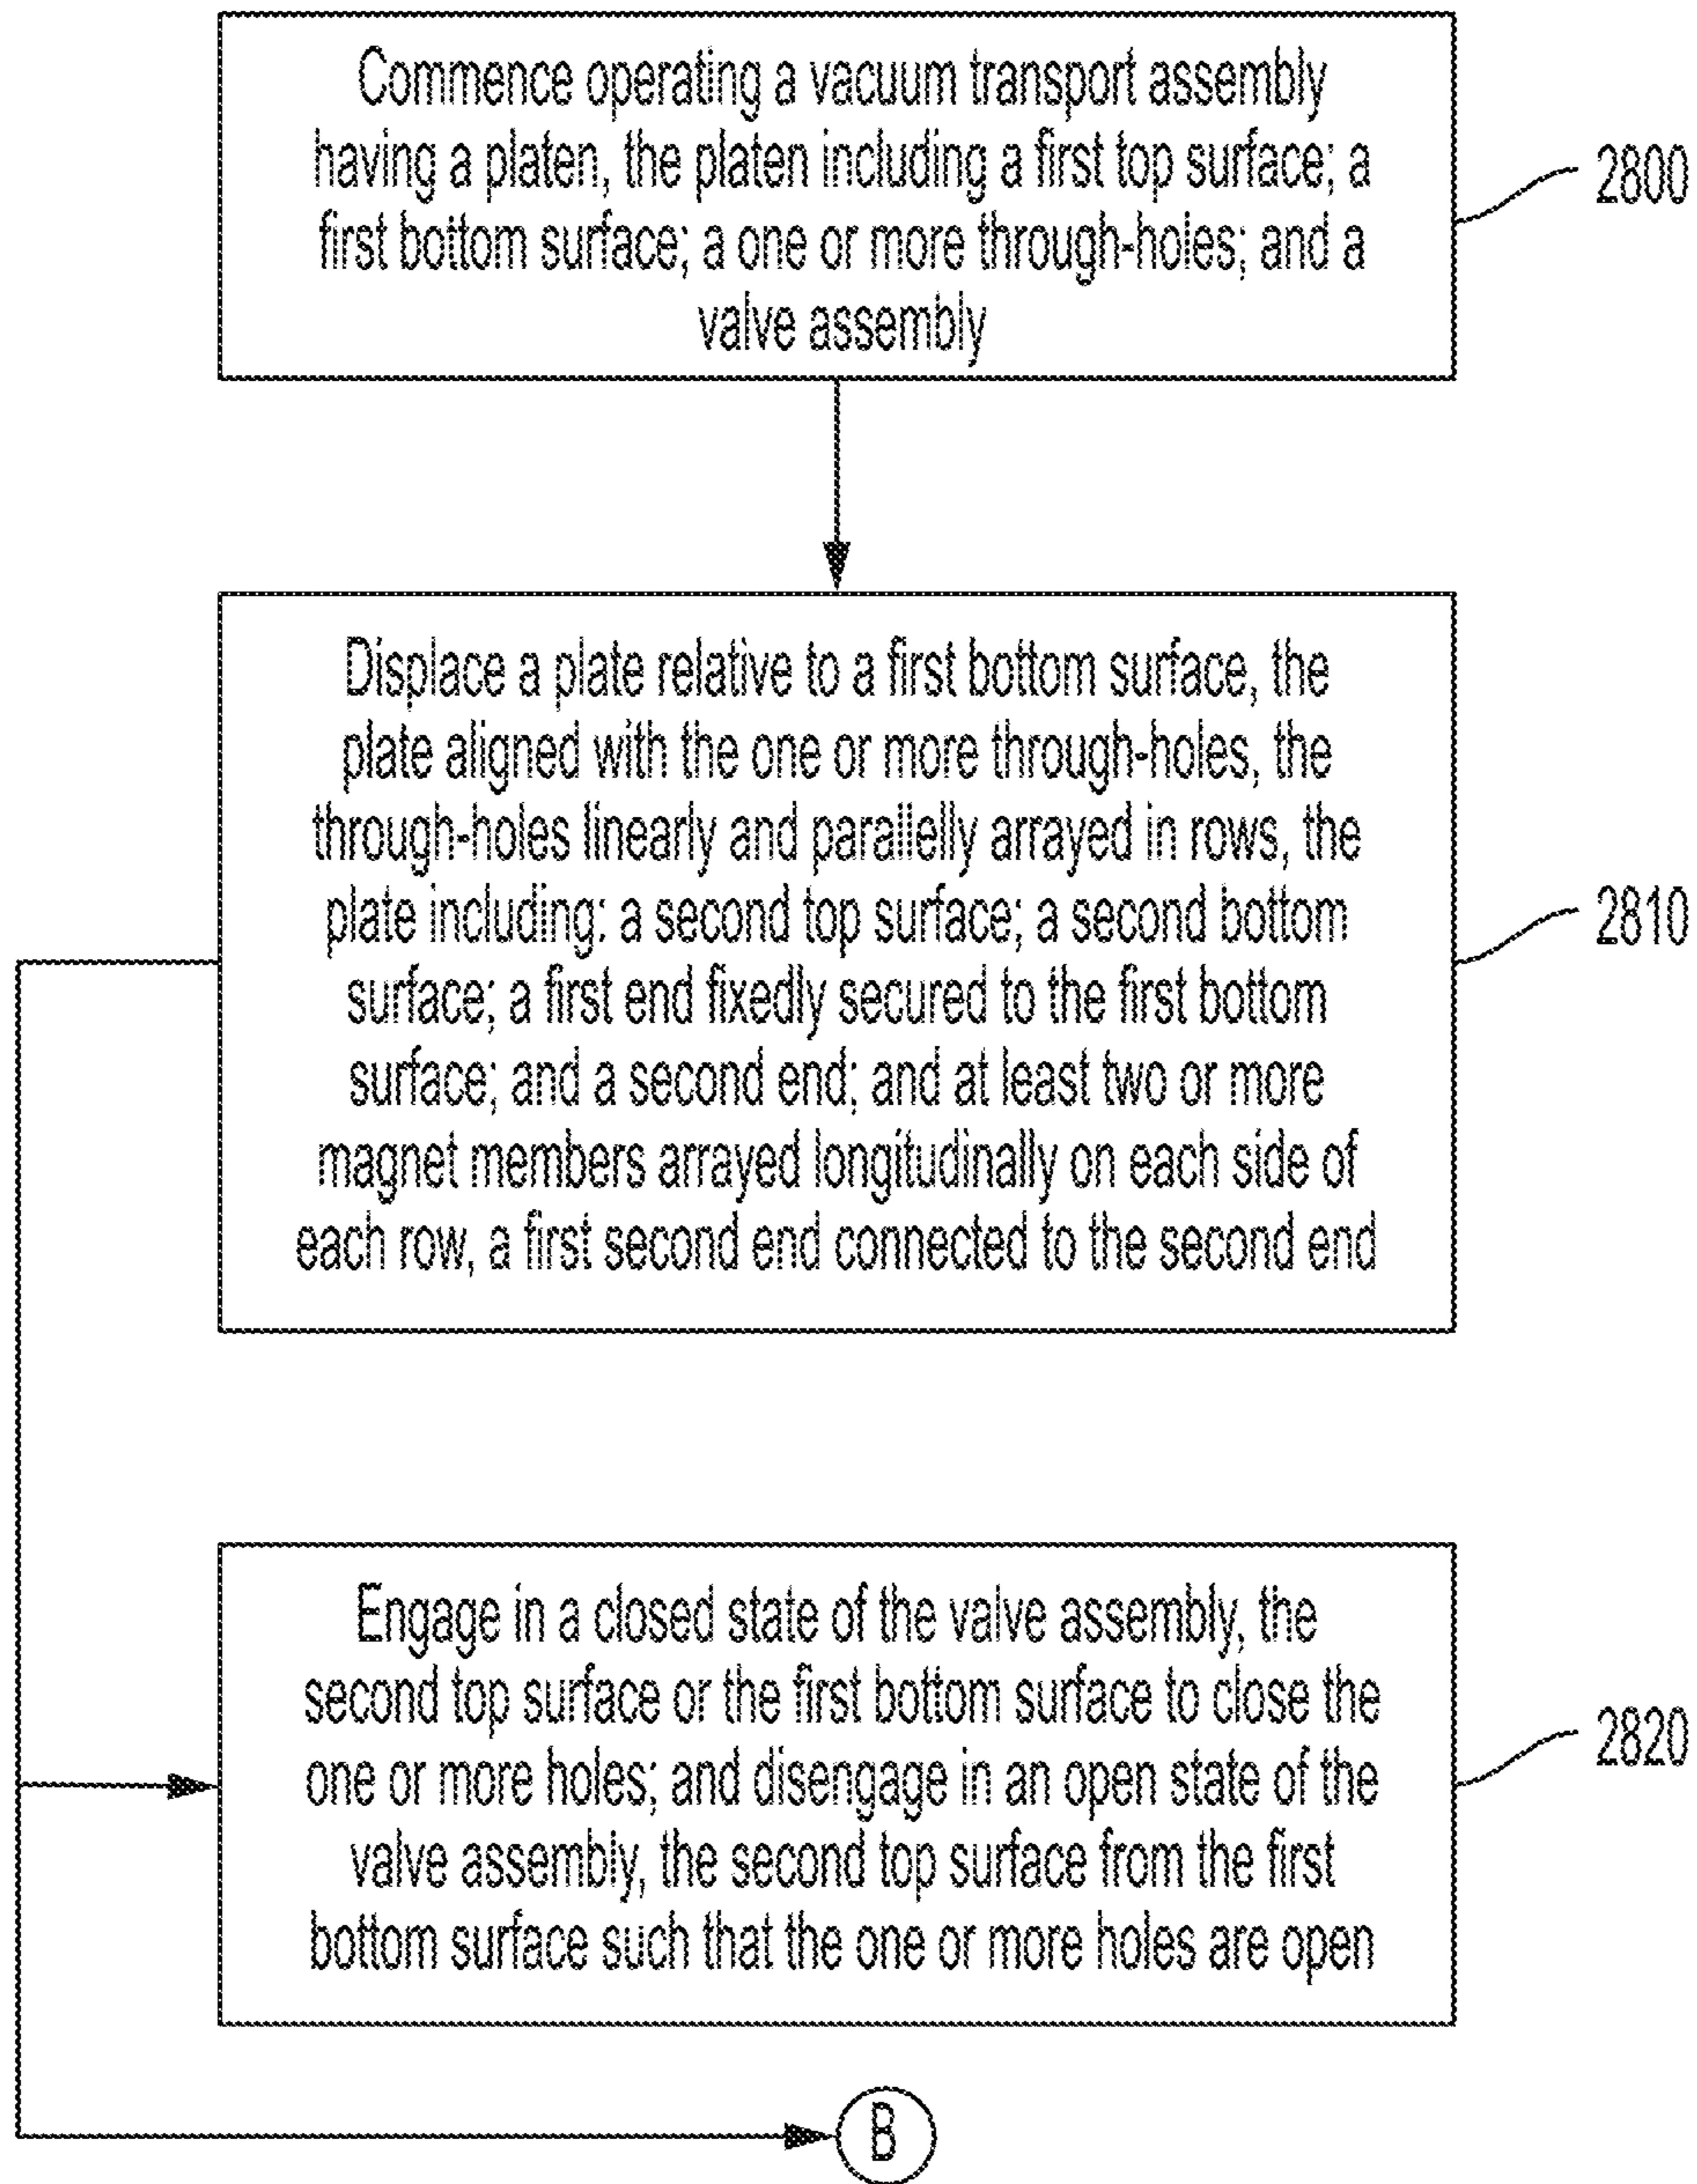 Commence operating a vacuum transport assembly
having a platen, the platen including a first top surface; a
first bottom surface; a one or more through-holes; and a
valve assembly
2800
Displace a plate relative to a first bottom surface, the
plate aligned with the one or more through-holes, the
through-holes linearly and parallelly arrayed in rows, the
plate including: a second top surface; a second bottom
surface; a first end fixedly secured to the first bottom
surface; and a second end; and at least two or more
magnet members arrayed longitudinally on each side of
each row, a first second end connected to the second end
2810
Engage in a closed state of the valve assembly, the
second top surface or the first bottom surface to close the
one or more holes; and disengage in an open state of the
valve assembly, the second top surface from the first
bottom surface such that the one or more holes are open
2820
B